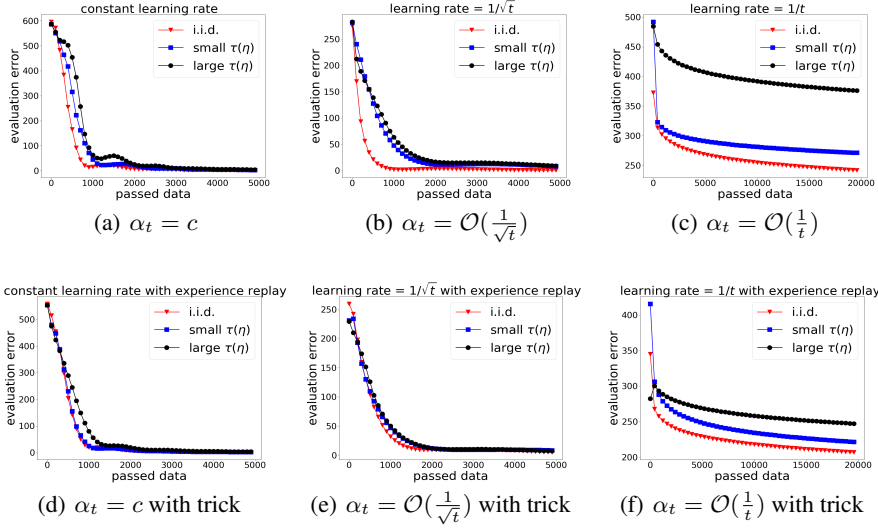 constant learning rate
600
500
400
300
200
100
0
evaluation error
i.i.d.
small τ(η)
large τ(η)
0 1000 2000 3000 4000 5000
passed data
(a) αₜ = c
learning rate = 1/√t
250
200
150
100
50
0
evaluation error
i.i.d.
small τ(η)
large τ(η)
0 1000 2000 3000 4000 5000
passed data
(b) αₜ = 𝒪(1/√t)
learning rate = 1/t
500
450
400
350
300
250
evaluation error
i.i.d.
small τ(η)
large τ(η)
0 5000 10000 15000 20000
passed data
(c) αₜ = 𝒪(1/t)
constant learning rate with experience replay
500
400
300
200
100
0
evaluation error
i.i.d.
small τ(η)
large τ(η)
0 1000 2000 3000 4000 5000
passed data
(d) αₜ = c with trick
learning rate = 1/√t with experience replay
250
200
150
100
50
0
evaluation error
i.i.d.
small τ(η)
large τ(η)
0 1000 2000 3000 4000 5000
passed data
(e) αₜ = 𝒪(1/√t) with trick
learning rate = 1/t with experience replay
400
350
300
250
200
evaluation error
i.i.d.
small τ(η)
large τ(η)
0 5000 10000 15000 20000
passed data
(f) αₜ = 𝒪(1/t) with trick